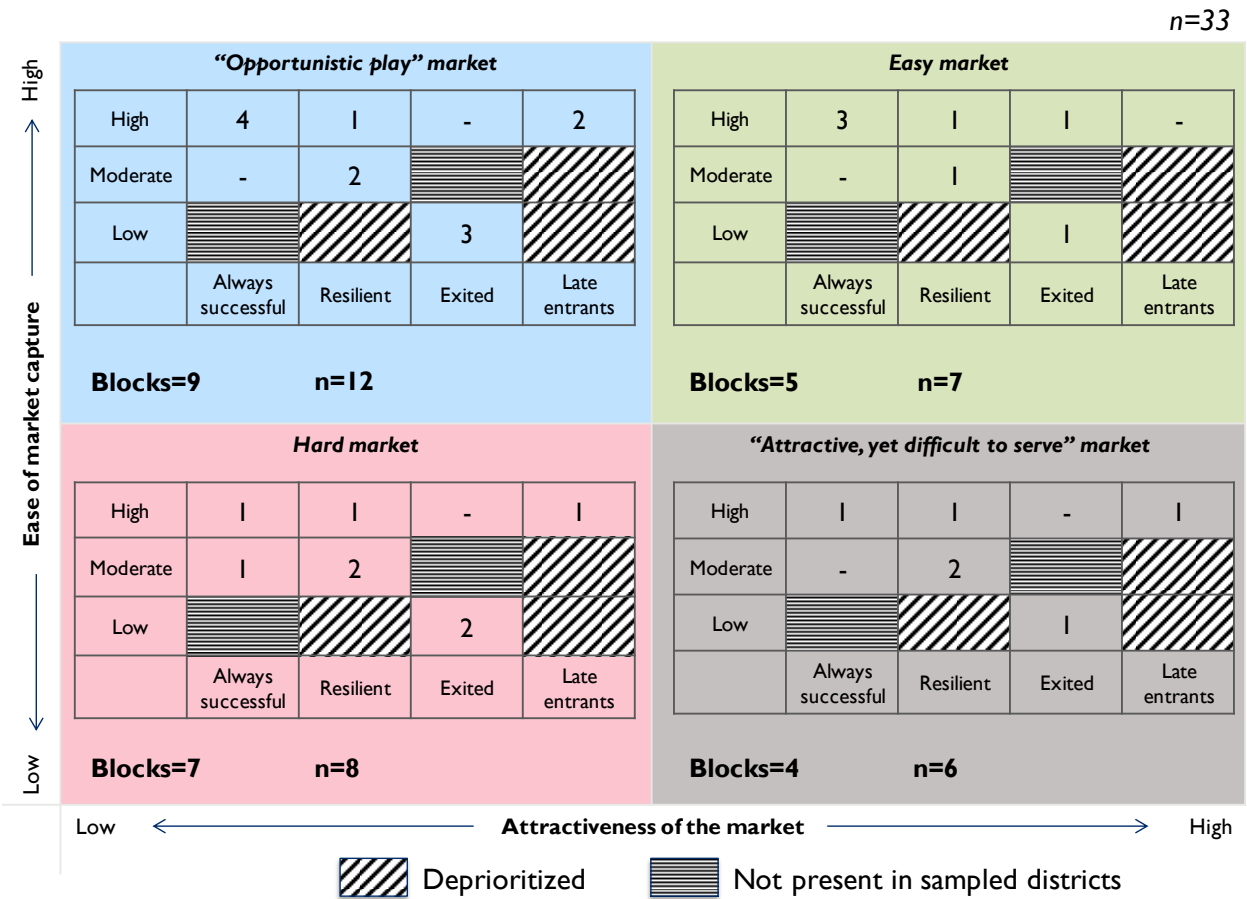 n=33
High
Ease of market capture
Low
“Opportunistic play” market
High 4 1 - 2
Moderate - 2
Low 3
Always successful Resilient Exited Late entrants
Blocks=9 n=12
Easy market
High 3 1 1 -
Moderate - 1
Low 1
Always successful Resilient Exited Late entrants
Blocks=5 n=7
Hard market
High 1 1 - 1
Moderate 1 2
Low 2
Always successful Resilient Exited Late entrants
Blocks=7 n=8
“Attractive, yet difficult to serve” market
High 1 1 - 1
Moderate - 2
Low 1
Always successful Resilient Exited Late entrants
Blocks=4 n=6
Low Attractiveness of the market High
Deprioritized Not present in sampled districts